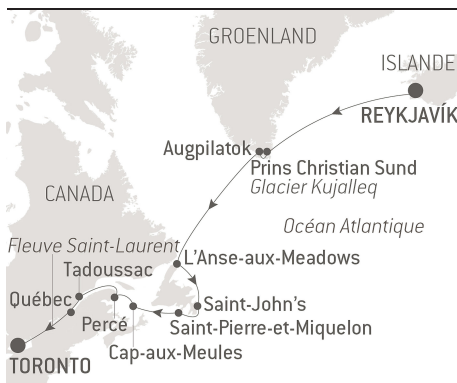 GROENLAND
ISLANDE
REYKJAVÍK
Augpilatok
Prins Christian Sund
Glacier Kujalleq
CANADA
Océan Atlantique
Fleuve Saint-Laurent
L'Anse-aux-Meadows
Tadoussac
Québec
Saint-John's
Percé
Saint-Pierre-et-Miquelon
Cap-aux-Meules
TORONTO